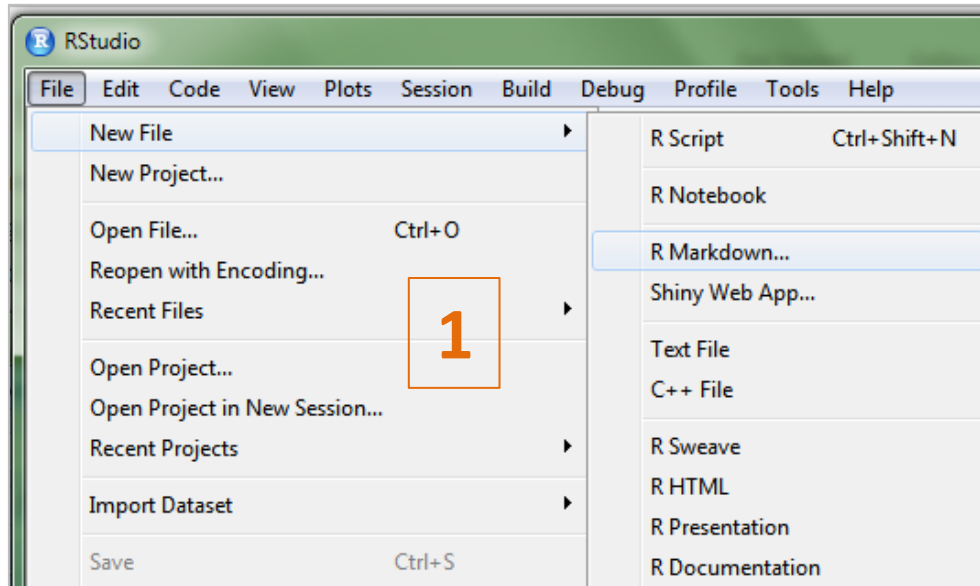 RStudio
File Edit Code View Plots Session Build Debug Profile Tools Help
New File
New Project...
Open File... Ctrl+O
Reopen with Encoding...
Recent Files
Open Project...
Open Project in New Session...
Recent Projects
Import Dataset
Save Ctrl+S
1
R Script Ctrl+Shift+N
R Notebook
R Markdown...
Shiny Web App...
Text File
C++ File
R Sweave
R HTML
R Presentation
R Documentation